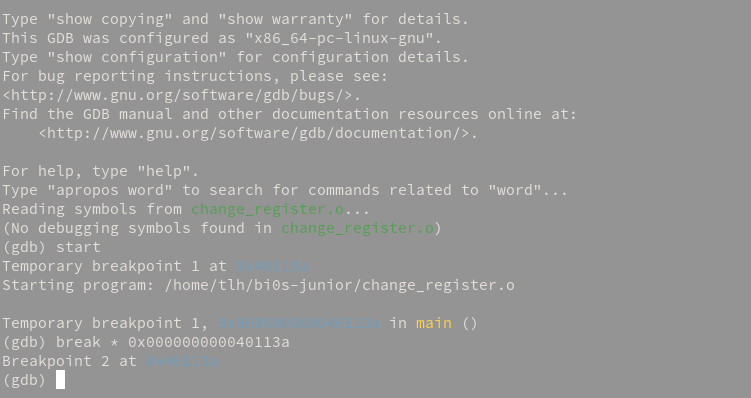 Type "show copying" and "show warranty" for details.
This GDB was configured as "x86_64-pc-linux-gnu".
Type "show configuration" for configuration details.
For bug reporting instructions, please see:
<http://www.gnu.org/software/gdb/bugs/>.
Find the GDB manual and other documentation resources online at:
    <http://www.gnu.org/software/gdb/documentation/>.
For help, type "help".
Type "apropos word" to search for commands related to "word"...
Reading symbols from change_register.o...
(No debugging symbols found in change_register.o)
(gdb) start
Temporary breakpoint 1 at
Starting program: /home/tlh/bi0s-junior/change_register.o
Temporary breakpoint 1, in main ()
(gdb) break * 0x000000000040113a
Breakpoint 2 at
(gdb)